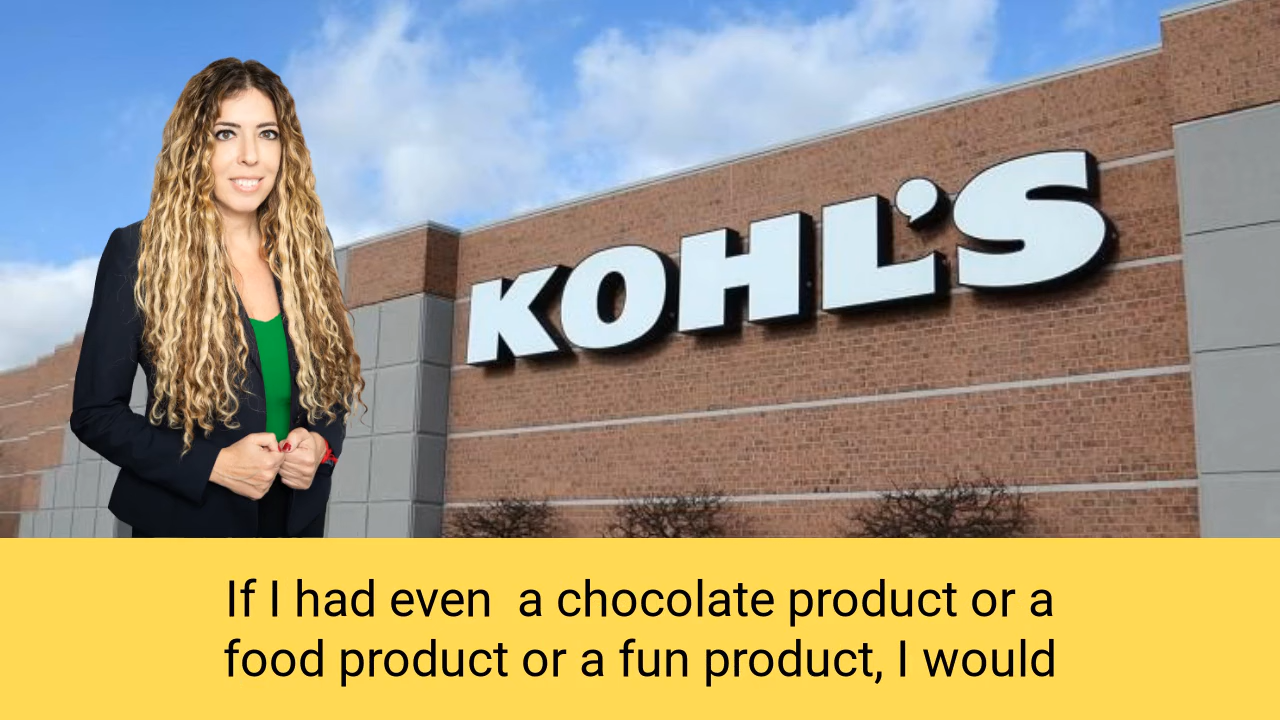 KOHL'S
If I had even  a chocolate product or a
food product or a fun product, I would